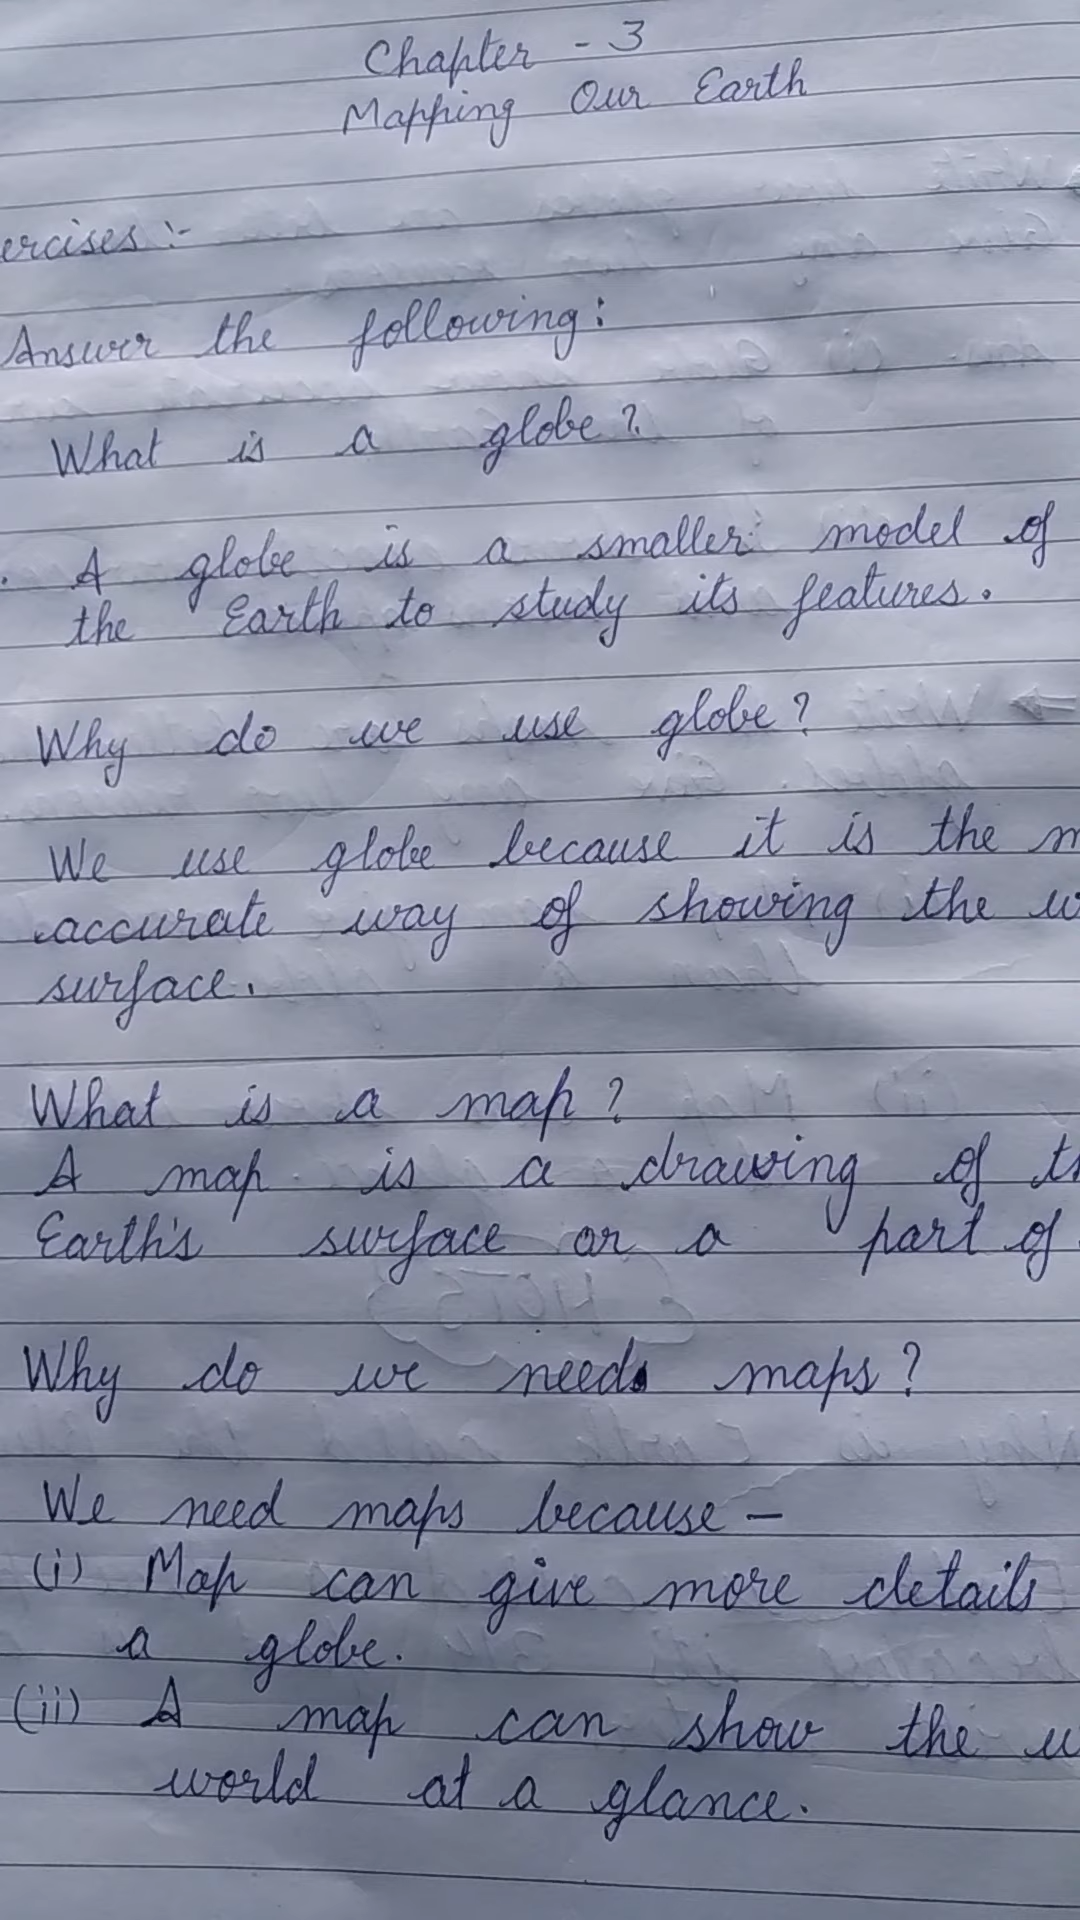 Chapter - 3
Mapping Our Earth
ercises :-
Answer the following:
What is a globe?
. A globe is a smaller model of
the Earth to study its features.
Why do we use globe?
We use globe because it is the m
accurate way of showing the w
surface.
What is a map?
A map is a drawing of th
Earth's surface or a part of
Why do we need maps?
We need maps because -
(i) Map can give more details
a globe.
(ii) A map can show the w
world at a glance.